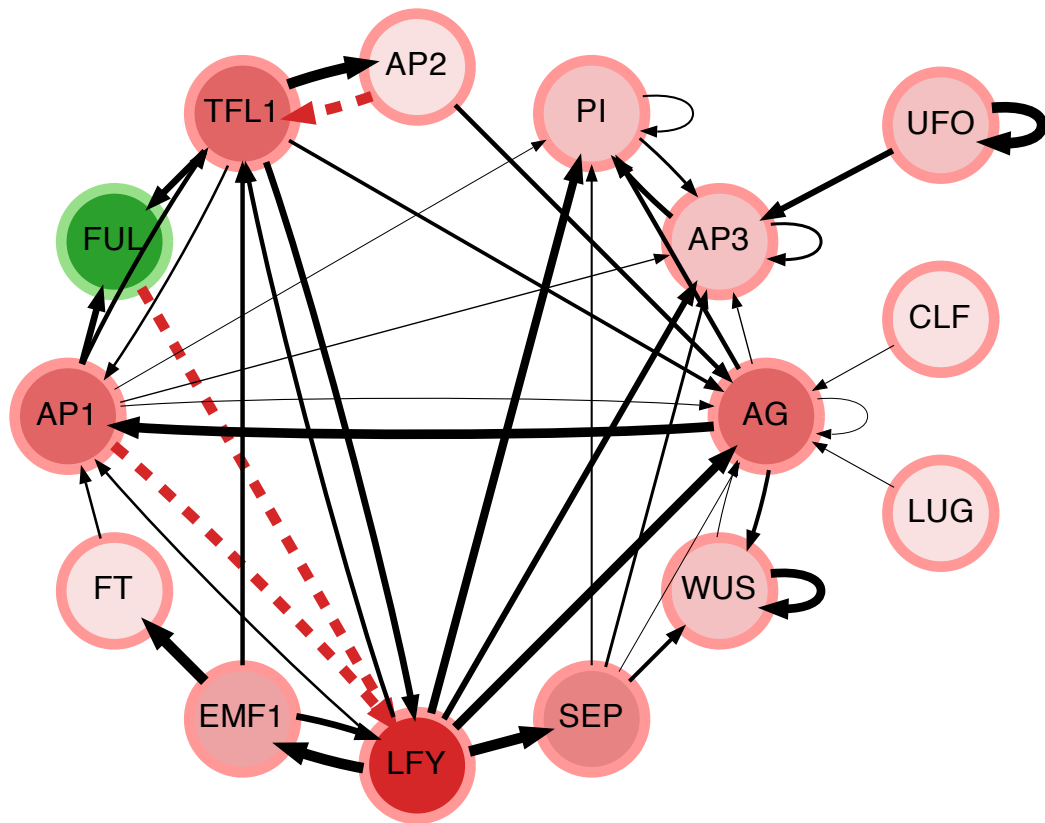 AP2
TFL1
PI
UFO
FUL
AP3
CLF
AP1
AG
LUG
FT
WUS
EMF1
SEP
LFY